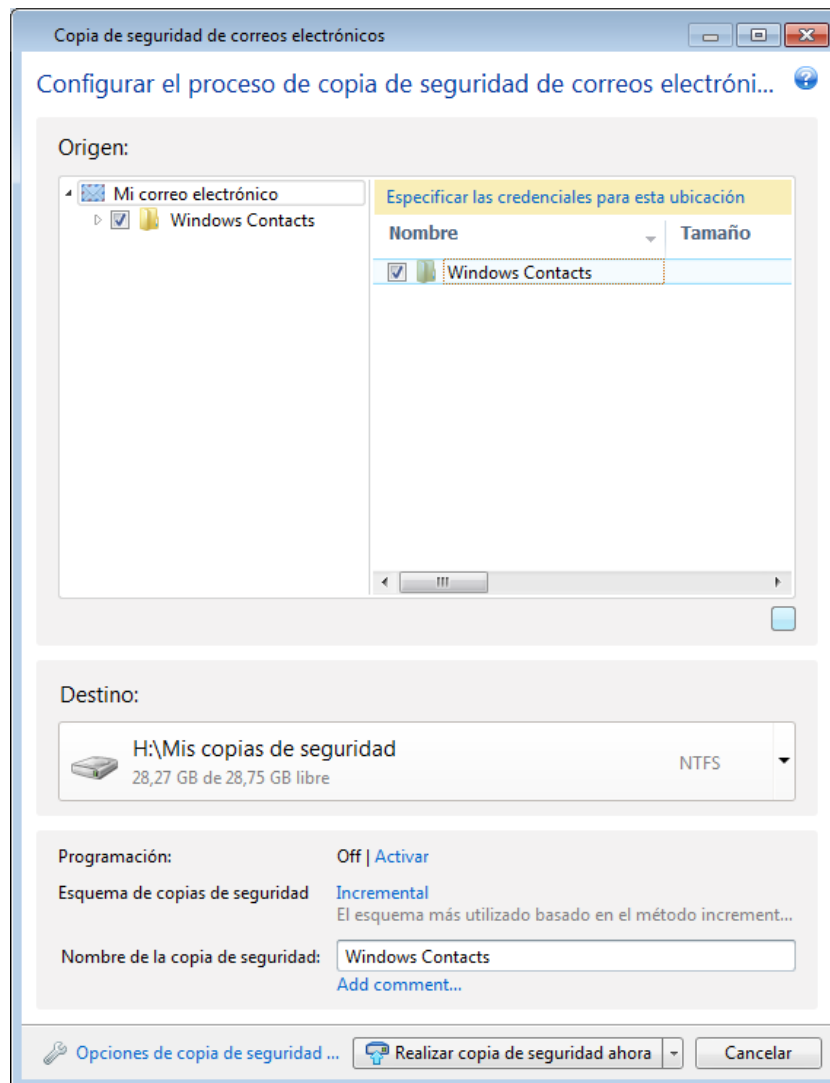 Copia de seguridad de correos electrónicos
Configurar el proceso de copia de seguridad de correos electróni...
Origen:
Mi correo electrónico
Windows Contacts
Especificar las credenciales para esta ubicación
Nombre Tamaño
Windows Contacts
Destino:
H:\Mis copias de seguridad
28,27 GB de 28,75 GB libre
NTFS
Programación: Off | Activar
Esquema de copias de seguridad Incremental
El esquema más utilizado basado en el método increment...
Nombre de la copia de seguridad: Windows Contacts
Add comment...
Opciones de copia de seguridad ... Realizar copia de seguridad ahora Cancelar